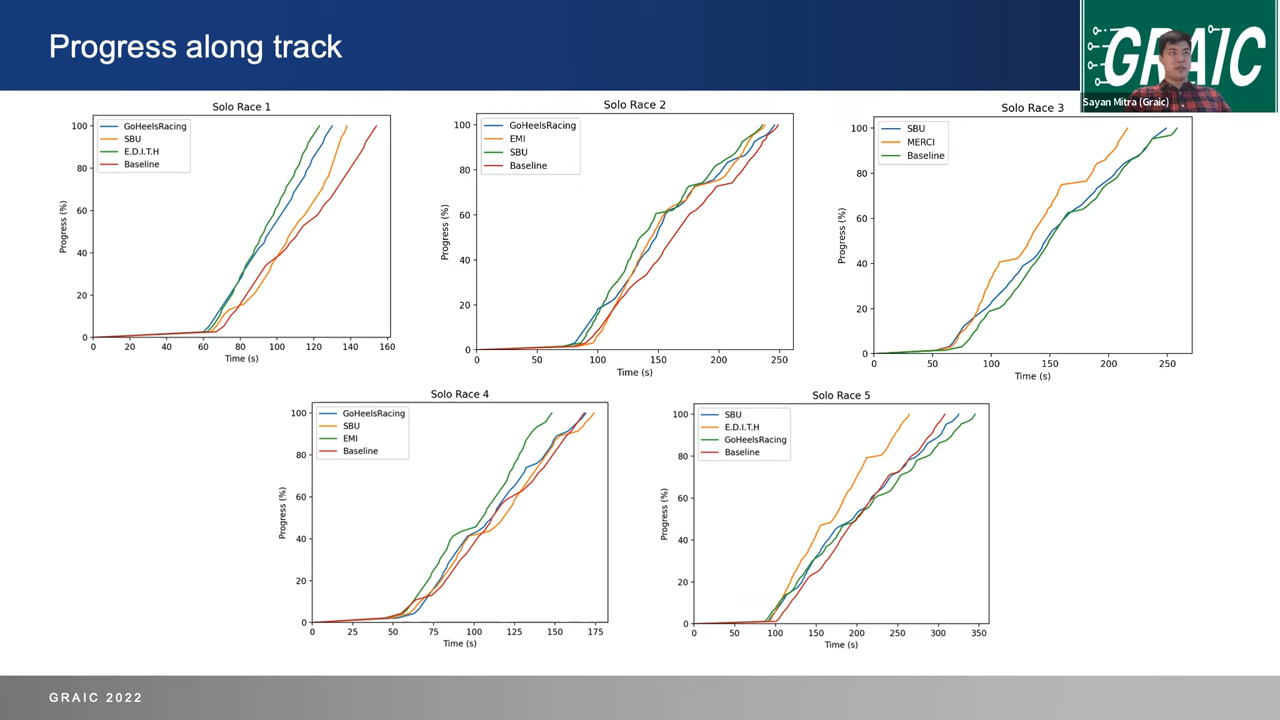 Progress along track
GRAIC
Sayan Mitra (Graic)
Solo Race 1
GoHeelsRacing
SBU
E.D.I.T.H
Baseline
Progress (%)
100
80
60
40
20
0
0 20 40 60 80 100 120 140 160
Time (s)
Solo Race 2
GoHeelsRacing
EMI
SBU
Baseline
Progress (%)
100
80
60
40
20
0
0 50 100 150 200 250
Time (s)
Solo Race 3
SBU
MERCI
Baseline
Progress (%)
100
80
60
40
20
0
0 50 100 150 200 250
Time (s)
Solo Race 4
GoHeelsRacing
SBU
EMI
Baseline
Progress (%)
100
80
60
40
20
0
0 25 50 75 100 125 150 175
Time (s)
Solo Race 5
SBU
E.D.I.T.H
GoHeelsRacing
Baseline
Progress (%)
100
80
60
40
20
0
0 50 100 150 200 250 300 350
Time (s)
GRAIC 2022